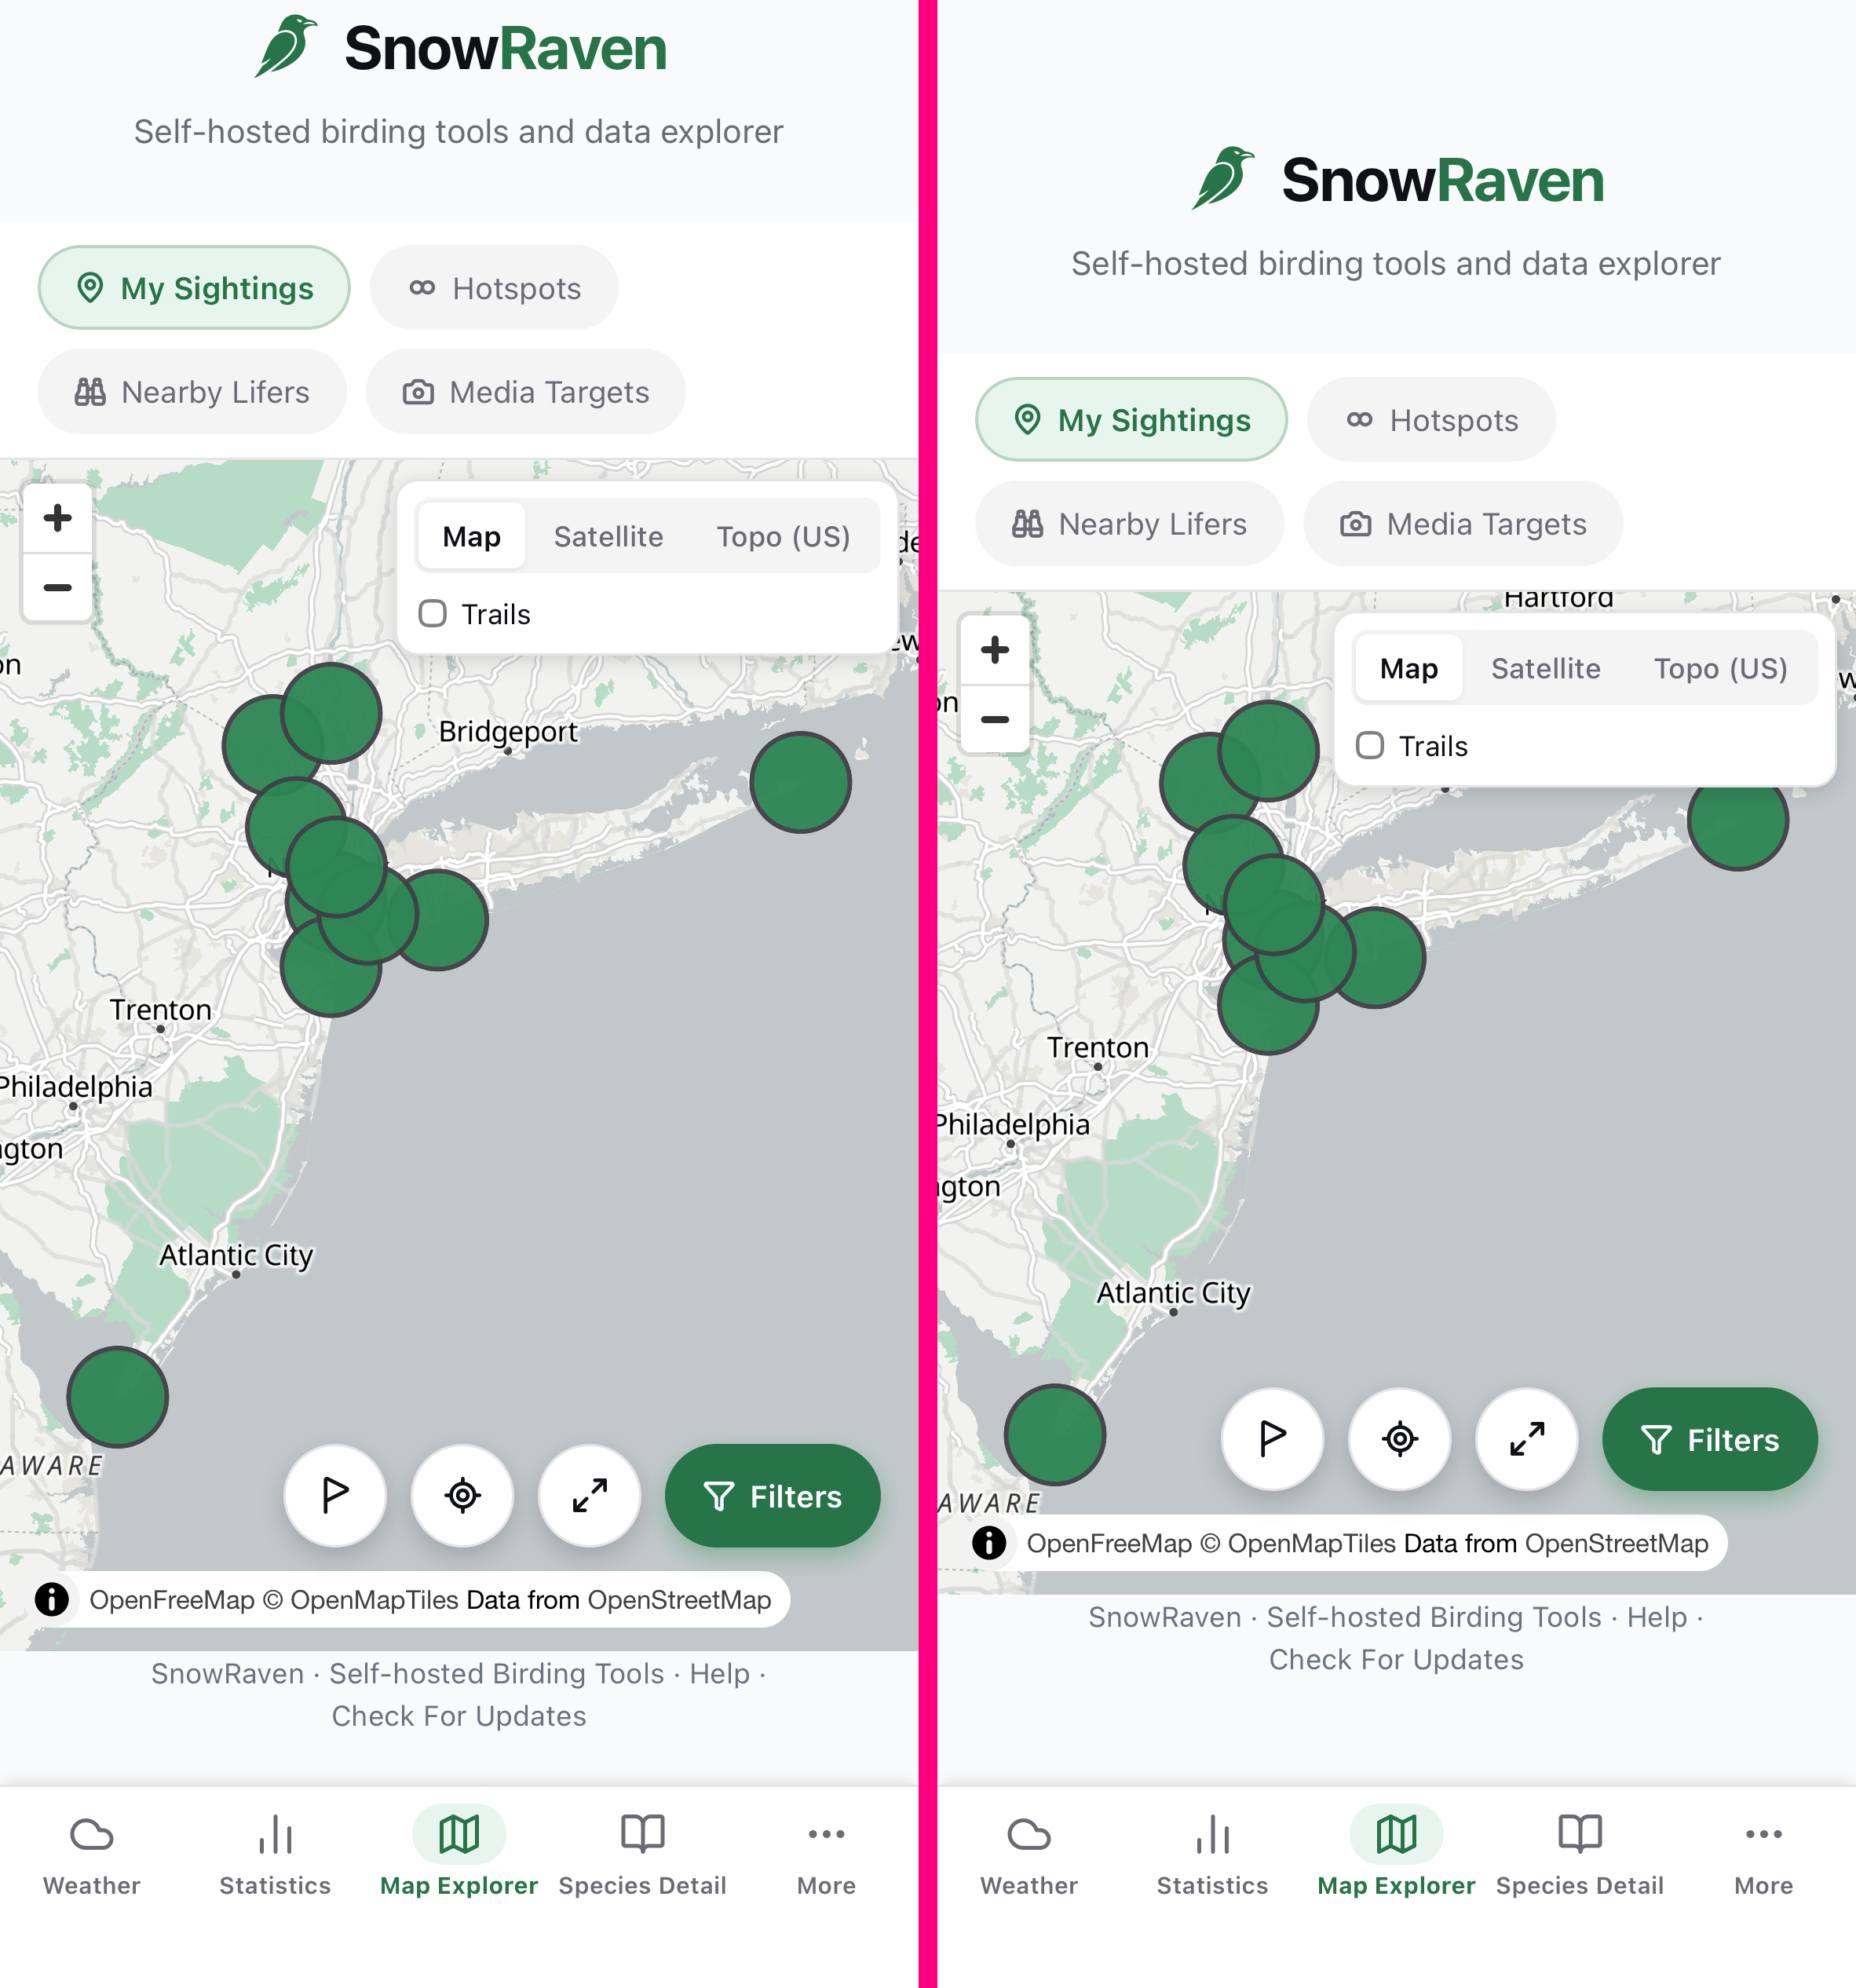 SnowRaven
Self-hosted birding tools and data explorer
My Sightings
Hotspots
Nearby Lifers
Media Targets
Map
Satellite
Topo (US)
Trails
Bridgeport
Trenton
Philadelphia
gton
Atlantic City
AWARE
Filters
OpenFreeMap © OpenMapTiles Data from OpenStreetMap
SnowRaven · Self-hosted Birding Tools · Help ·
Check For Updates
Weather
Statistics
Map Explorer
Species Detail
More
SnowRaven
Self-hosted birding tools and data explorer
My Sightings
Hotspots
Nearby Lifers
Media Targets
Hartford
Map
Satellite
Topo (US)
Trails
Trenton
Philadelphia
gton
Atlantic City
AWARE
Filters
OpenFreeMap © OpenMapTiles Data from OpenStreetMap
SnowRaven · Self-hosted Birding Tools · Help ·
Check For Updates
Weather
Statistics
Map Explorer
Species Detail
More